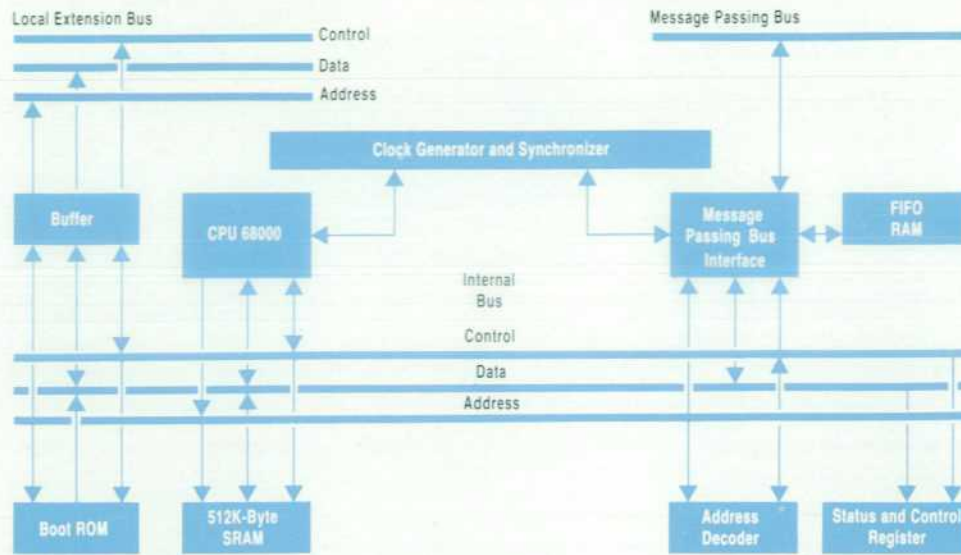 Local Extension Bus
Message Passing Bus
Control
Data
Address
Clock Generator and Synchronizer
Buffer
CPU 68000
Message
Passing Bus
Interface
FIFO
RAM
Internal
Bus
Control
Data
Address
Boot ROM
512K-Byte
SRAM
Address
Decoder
Status and Control
Register